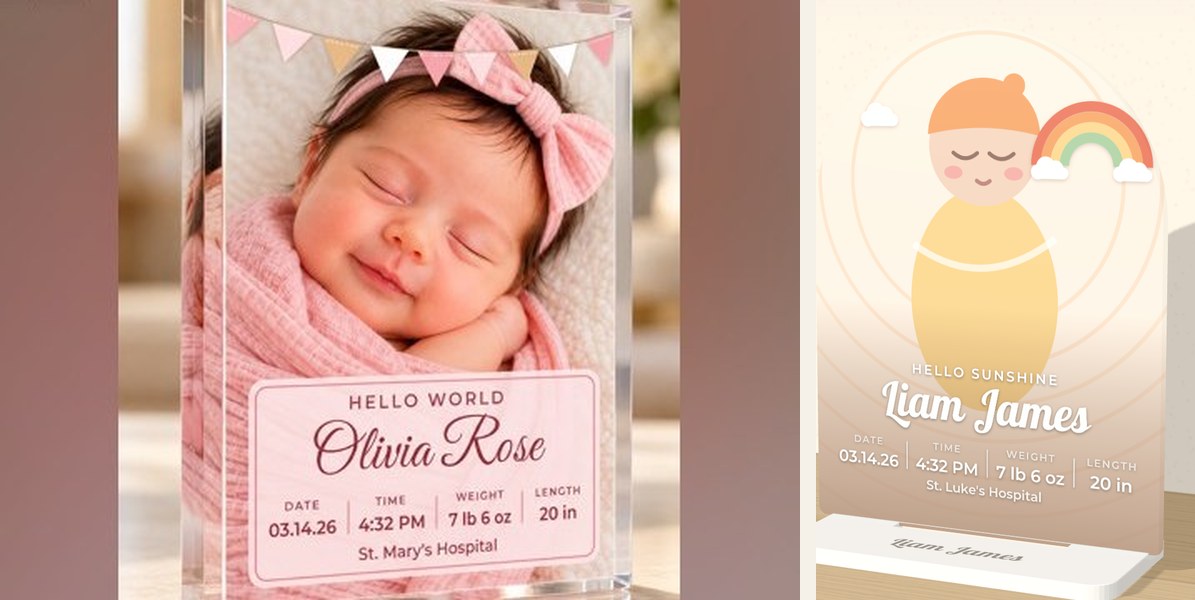 HELLO WORLD
Olivia Rose
DATE TIME WEIGHT LENGTH
03.14.26 4:32 PM 7 lb 6 oz 20 in
St. Mary's Hospital
HELLO SUNSHINE
Liam James
DATE TIME WEIGHT LENGTH
03.14.26 4:32 PM 7 lb 6 oz 20 in
St. Luke's Hospital
Liam James